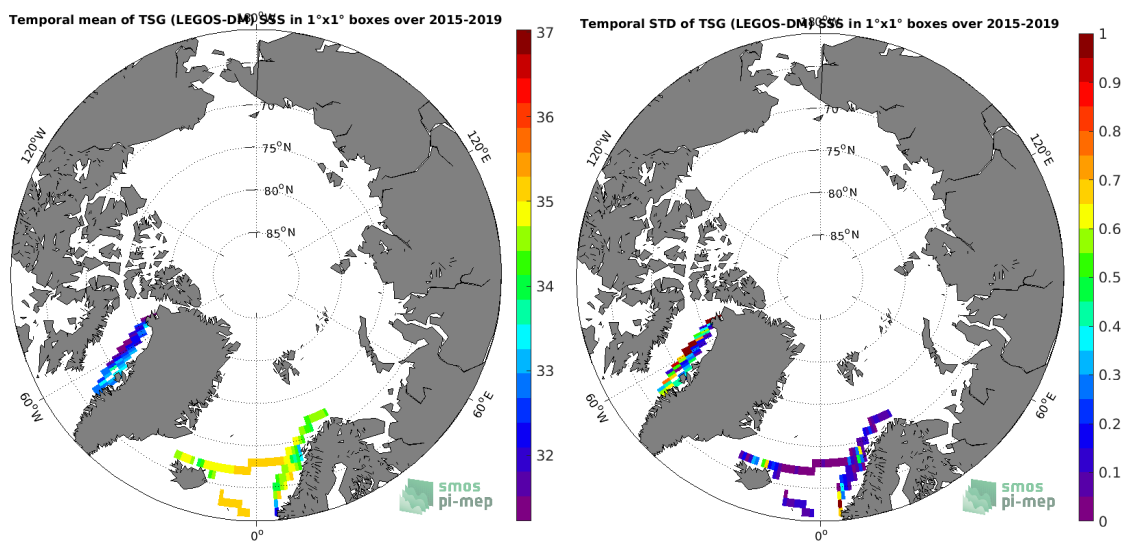 Temporal mean of TSG (LEGOS-DM) SSS in 1°x1° boxes over 2015-2019
180°W
120°W
120°E
60°W
60°E
0°
70
75°N
80°N
85°N
37
36
35
34
33
32
smos
pi-mep
Temporal STD of TSG (LEGOS-DM) SSS in 1°x1° boxes over 2015-2019
180°W
120°W
120°E
60°W
60°E
0°
70
75°N
80°N
85°N
1
0.9
0.8
0.7
0.6
0.5
0.4
0.3
0.2
0.1
0
smos
pi-mep